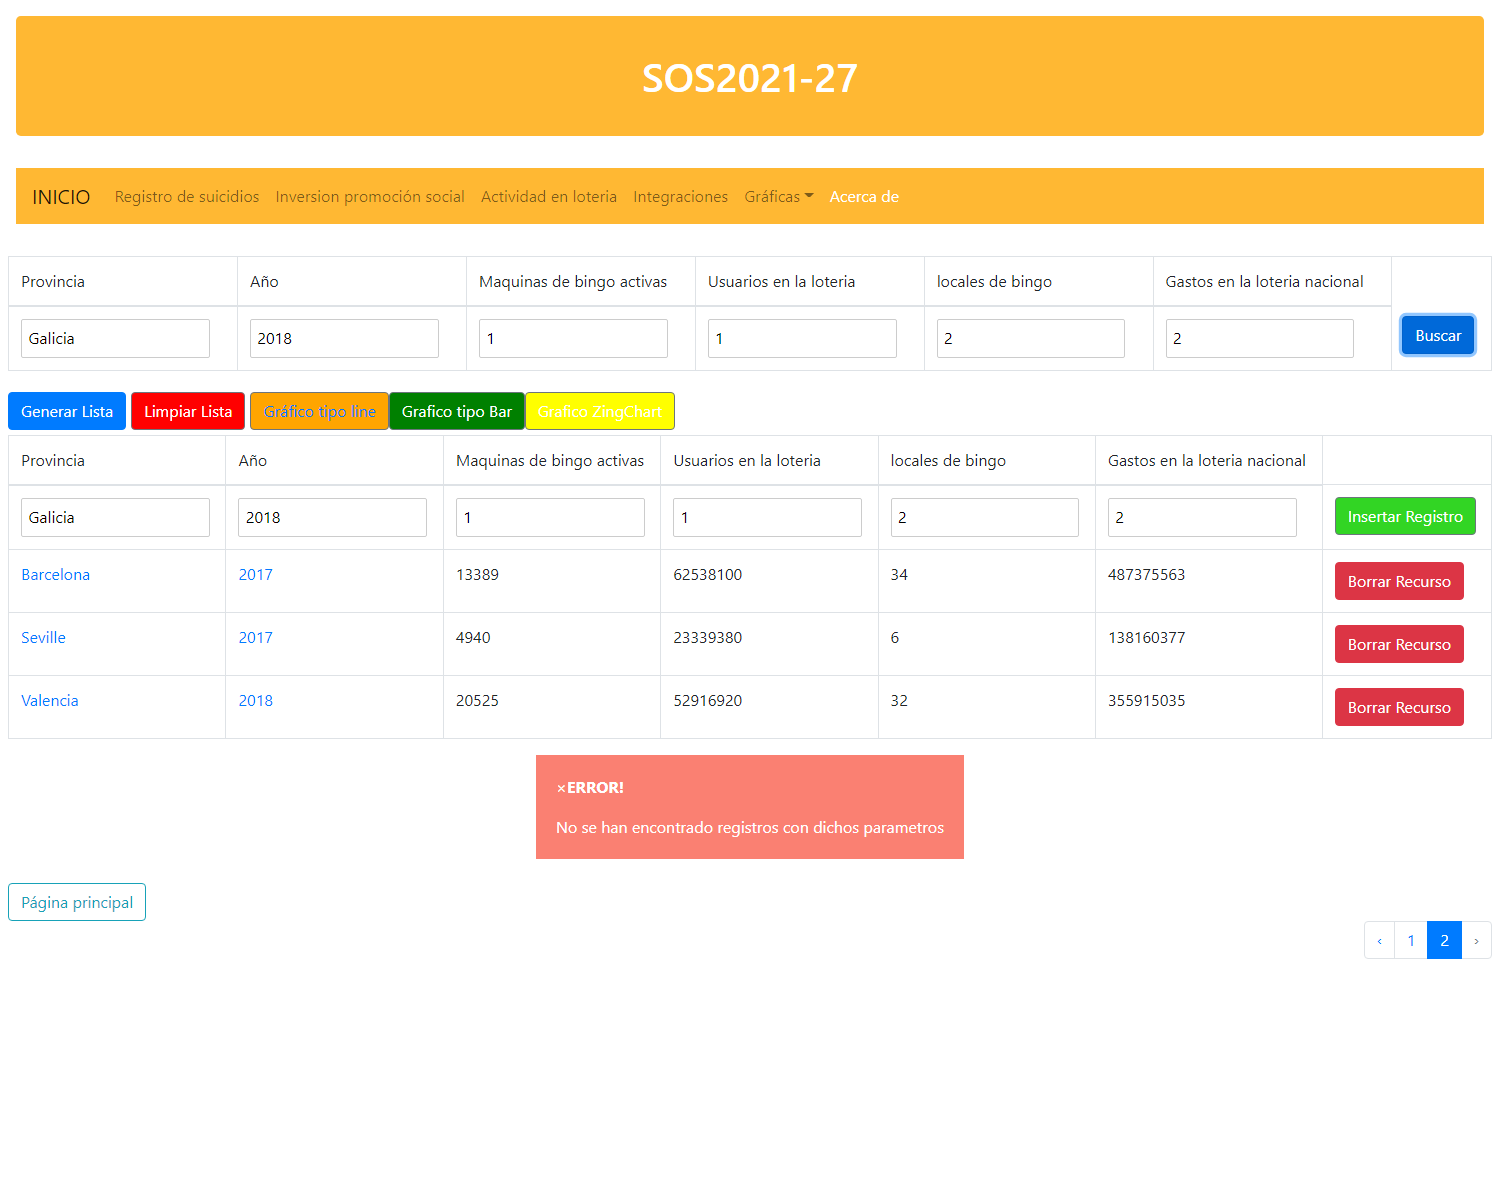 SOS2021-27
INICIO Registro de suicidios Inversion promoción social Actividad en loteria Integraciones Gráficas Acerca de
Provincia Año Maquinas de bingo activas Usuarios en la loteria locales de bingo Gastos en la loteria nacional
Galicia 2018 1 1 2 2 Buscar
Generar Lista Limpiar Lista Gráfico tipo line Grafico tipo Bar Grafico ZingChart
Provincia Año Maquinas de bingo activas Usuarios en la loteria locales de bingo Gastos en la loteria nacional
Galicia 2018 1 1 2 2 Insertar Registro
Barcelona 2017 13389 62538100 34 487375563 Borrar Recurso
Seville 2017 4940 23339380 6 138160377 Borrar Recurso
Valencia 2018 20525 52916920 32 355915035 Borrar Recurso
×ERROR!
No se han encontrado registros con dichos parametros
Página principal
‹ 1 2 ›